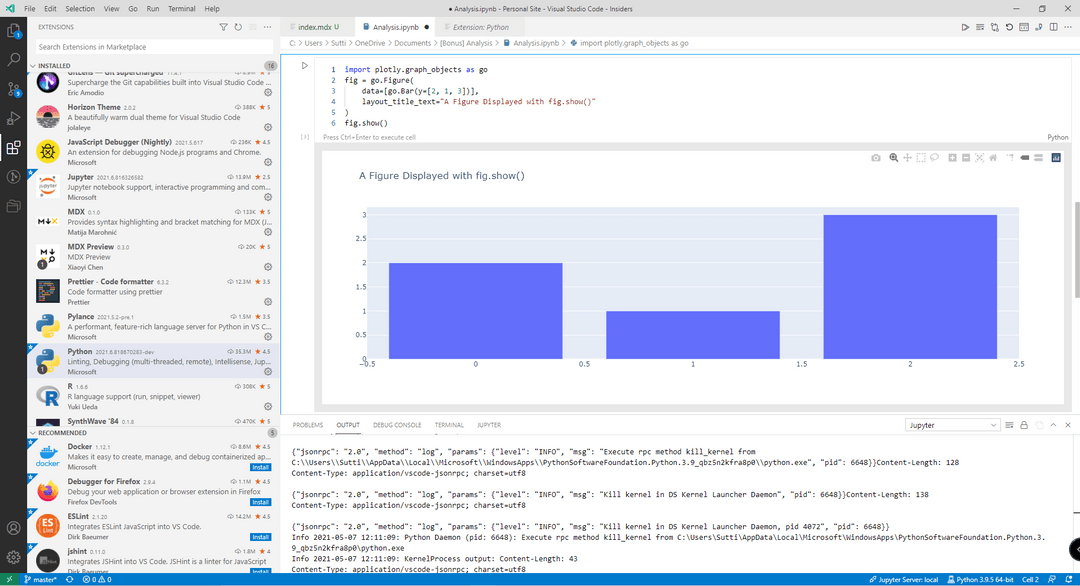 File Edit Selection View Go Run Terminal Help
● Analysis.ipynb - Personal Site - Visual Studio Code - Insiders
EXTENSIONS
Search Extensions in Marketplace
INSTALLED 16
GitLens — Git supercharged
Supercharge the Git capabilities built into Visual Studio Code ...
Eric Amodio
Horizon Theme 2.0.2 388K ★ 5
A beautifully warm dual theme for Visual Studio Code
jolaleye
JavaScript Debugger (Nightly) 2021.5.617 236K ★ 4.5
An extension for debugging Node.js programs and Chrome.
Microsoft
Jupyter 2021.6.816326582 13.9M ★ 2.5
Jupyter notebook support, interactive programming and com...
Microsoft
MDX 0.1.0 133K ★ 5
Provides syntax highlighting and bracket matching for MDX (J...
Matija Marohnić
MDX Preview 0.3.0 20K ★ 5
MDX Preview
Xiaoyi Chen
Prettier - Code formatter 6.3.2 12.3M ★ 3.5
Code formatter using prettier
Prettier
Pylance 2021.5.2-pre.1 1.5M ★ 3.5
A performant, feature-rich language server for Python in VS C...
Microsoft
Python 2021.6.818670283-dev 35.3M ★ 4.5
Linting, Debugging (multi-threaded, remote), Intellisense, Jup...
Microsoft
R 1.6.6 308K ★ 5
R language support (run, snippet, viewer)
Yuki Ueda
SynthWave '84 0.1.8 470K ★ 5
RECOMMENDED 5
Docker 1.12.1 8.6M ★ 4.5
Makes it easy to create, manage, and debug containerized ap...
Microsoft Install
Debugger for Firefox 2.9.4 1.1M ★ 4.5
Debug your web application or browser extension in Firefox
Firefox DevTools Install
ESLint 2.1.20 14.2M ★ 4.5
Integrates ESLint JavaScript into VS Code.
Dirk Baeumer Install
jshint 0.11.0 1.8M ★ 4
Integrates JSHint into VS Code. JSHint is a linter for JavaScript
Dirk Baeumer Install
index.mdx U Analysis.ipynb ● Extension: Python
C: > Users > Sutti > OneDrive > Documents > [Bonus] Analysis > Analysis.ipynb > import plotly.graph_objects as go
1 import plotly.graph_objects as go
2 fig = go.Figure(
3 data=[go.Bar(y=[2, 1, 3])],
4 layout_title_text="A Figure Displayed with fig.show()"
5 )
6 fig.show()
Press Ctrl+Enter to execute cell Python
A Figure Displayed with fig.show()
3
2.5
2
1.5
1
0.5
0
−0.5 0 0.5 1 1.5 2 2.5
PROBLEMS OUTPUT DEBUG CONSOLE TERMINAL JUPYTER Jupyter
{"jsonrpc": "2.0", "method": "log", "params": {"level": "INFO", "msg": "Execute rpc method kill_kernel from
C:\\Users\\Sutti\\AppData\\Local\\Microsoft\\WindowsApps\\PythonSoftwareFoundation.Python.3.9_qbz5n2kfra8p0\\python.exe", "pid": 6648}}Content-Length: 128
Content-Type: application/vscode-jsonrpc; charset=utf8
{"jsonrpc": "2.0", "method": "log", "params": {"level": "INFO", "msg": "Kill kernel in DS Kernel Launcher Daemon", "pid": 6648}}Content-Length: 138
Content-Type: application/vscode-jsonrpc; charset=utf8
{"jsonrpc": "2.0", "method": "log", "params": {"level": "INFO", "msg": "Kill kernel in DS Kernel Launcher Daemon, pid 4072", "pid": 6648}}
Info 2021-05-07 12:11:09: Python Daemon (pid: 6648): Execute rpc method kill_kernel from C:\Users\Sutti\AppData\Local\Microsoft\WindowsApps\PythonSoftwareFoundation.Python.3.
9_qbz5n2kfra8p0\python.exe
Info 2021-05-07 12:11:09: KernelProcess output: Content-Length: 43
Content-Type: application/vscode-jsonrpc; charset=utf8
master* 0 0 Jupyter Server: local Python 3.9.5 64-bit Cell 2